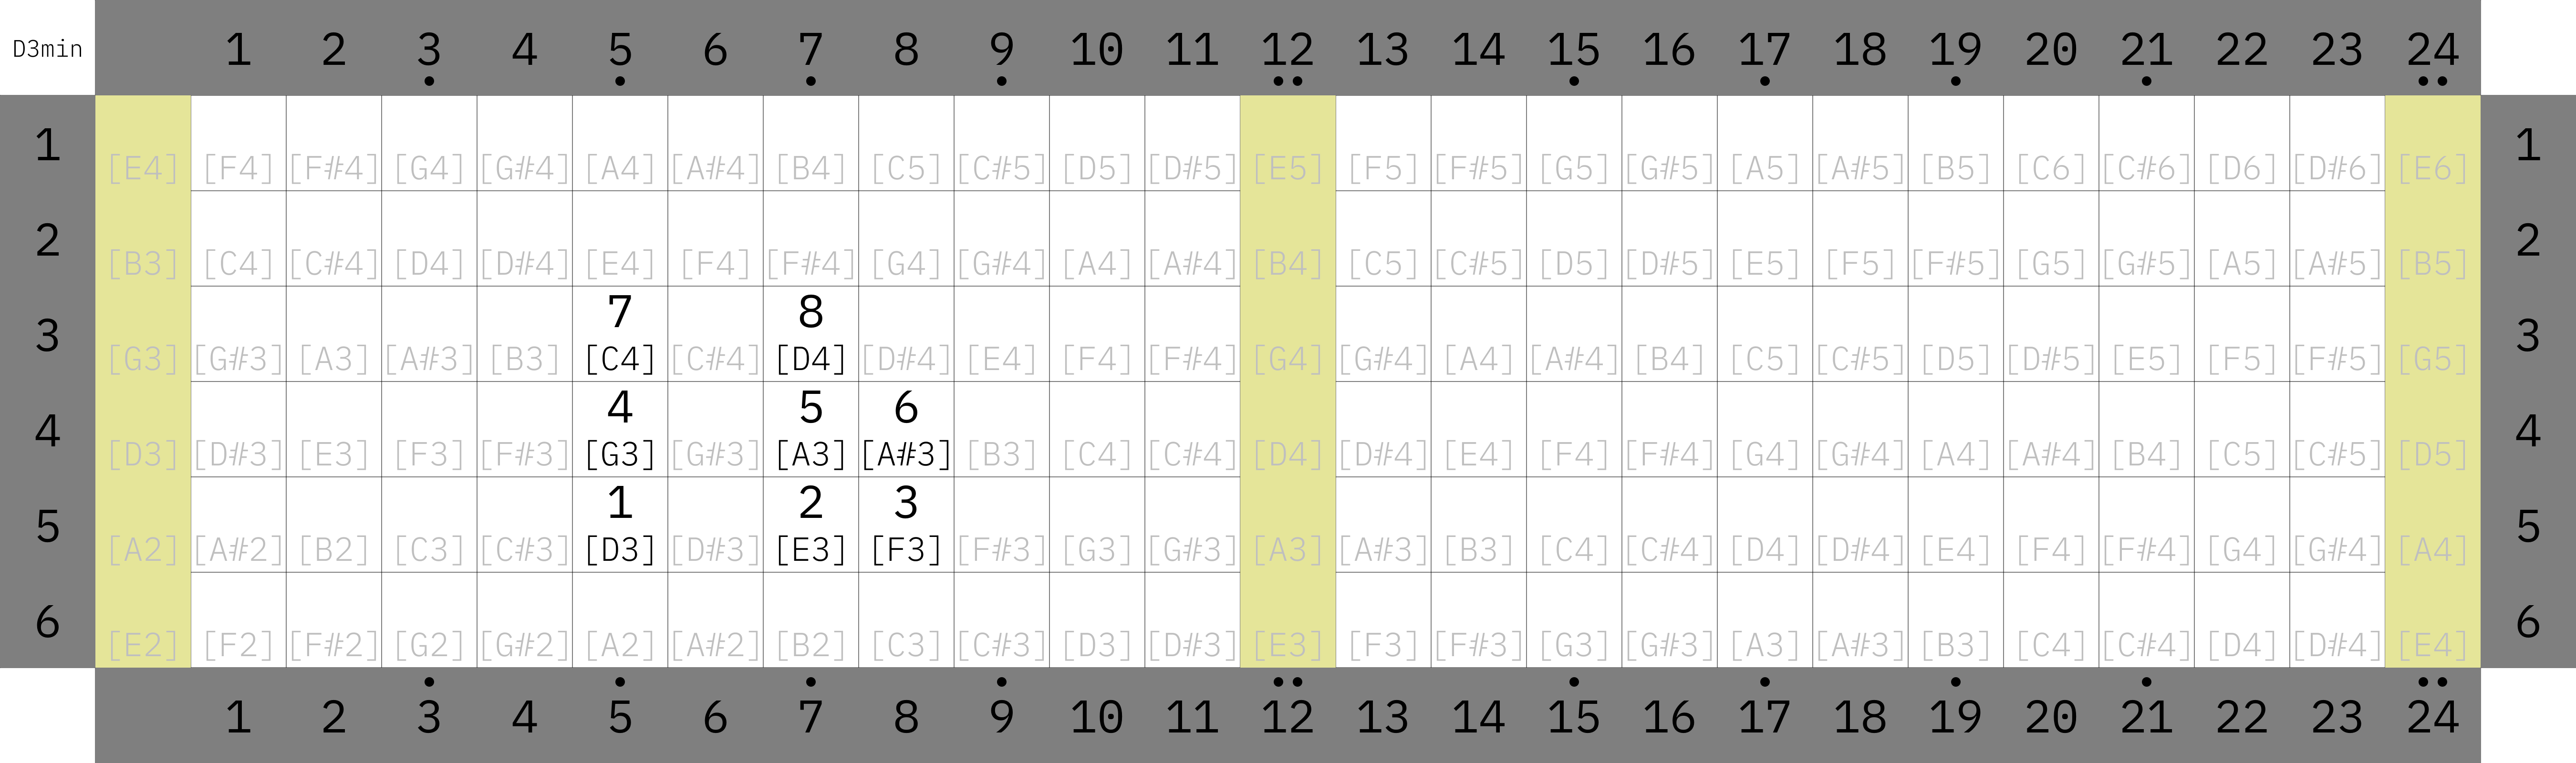 D3min 1 2 3 4 5 6 7 8 9 10 11 12 13 14 15 16 17 18 19 20 21 22 23 24
1 [E4] [F4] [F#4] [G4] [G#4] [A4] [A#4] [B4] [C5] [C#5] [D5] [D#5] [E5] [F5] [F#5] [G5] [G#5] [A5] [A#5] [B5] [C6] [C#6] [D6] [D#6] [E6] 1
2 [B3] [C4] [C#4] [D4] [D#4] [E4] [F4] [F#4] [G4] [G#4] [A4] [A#4] [B4] [C5] [C#5] [D5] [D#5] [E5] [F5] [F#5] [G5] [G#5] [A5] [A#5] [B5] 2
7 8
3 [G3] [G#3] [A3] [A#3] [B3] [C4] [C#4] [D4] [D#4] [E4] [F4] [F#4] [G4] [G#4] [A4] [A#4] [B4] [C5] [C#5] [D5] [D#5] [E5] [F5] [F#5] [G5] 3
4 5 6
4 [D3] [D#3] [E3] [F3] [F#3] [G3] [G#3] [A3] [A#3] [B3] [C4] [C#4] [D4] [D#4] [E4] [F4] [F#4] [G4] [G#4] [A4] [A#4] [B4] [C5] [C#5] [D5] 4
1 2 3
5 [A2] [A#2] [B2] [C3] [C#3] [D3] [D#3] [E3] [F3] [F#3] [G3] [G#3] [A3] [A#3] [B3] [C4] [C#4] [D4] [D#4] [E4] [F4] [F#4] [G4] [G#4] [A4] 5
6 [E2] [F2] [F#2] [G2] [G#2] [A2] [A#2] [B2] [C3] [C#3] [D3] [D#3] [E3] [F3] [F#3] [G3] [G#3] [A3] [A#3] [B3] [C4] [C#4] [D4] [D#4] [E4] 6
1 2 3 4 5 6 7 8 9 10 11 12 13 14 15 16 17 18 19 20 21 22 23 24